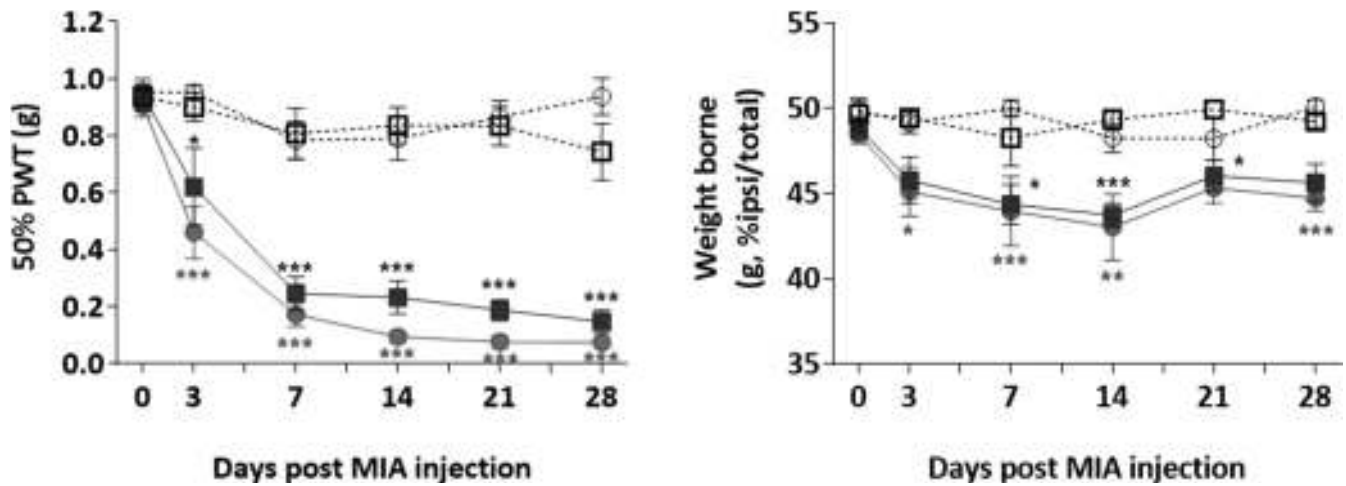 50% PWT (g)
1.0
0.8
0.6
0.4
0.2
0.0
*
***
*** *** *** ***
*** *** *** ***
0 3 7 14 21 28
Days post MIA injection
Weight borne
(g, %ipsi/total)
55
50
45
40
35
* *** *
* *** ** ***
0 3 7 14 21 28
Days post MIA injection